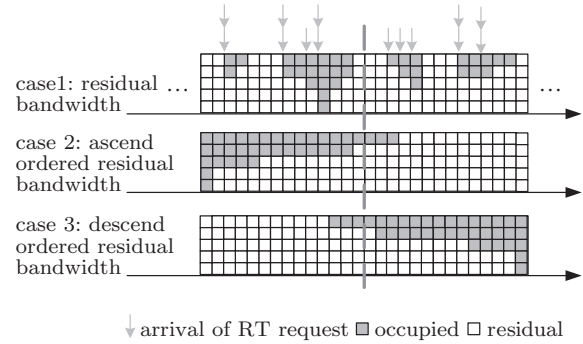 case1: residual ... ...
bandwidth
case 2: ascend
ordered residual
bandwidth
case 3: descend
ordered residual
bandwidth
arrival of RT request occupied residual